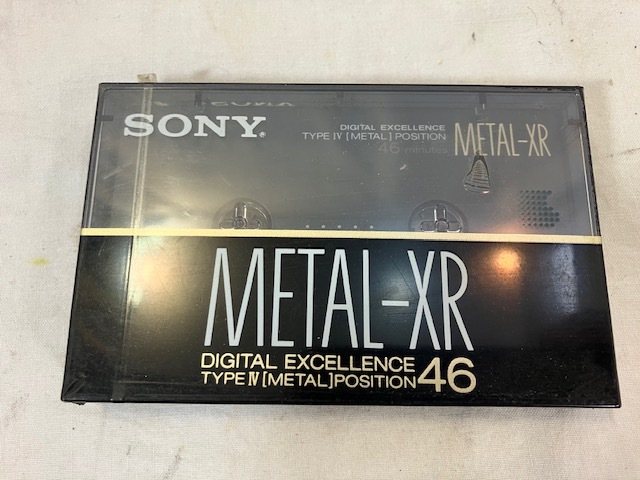 SONY®
DIGITAL EXCELLENCE
TYPE IV [METAL] POSITION
46 minutes
METAL-XR
METAL-XR
DIGITAL EXCELLENCE
TYPE IV [METAL] POSITION 46